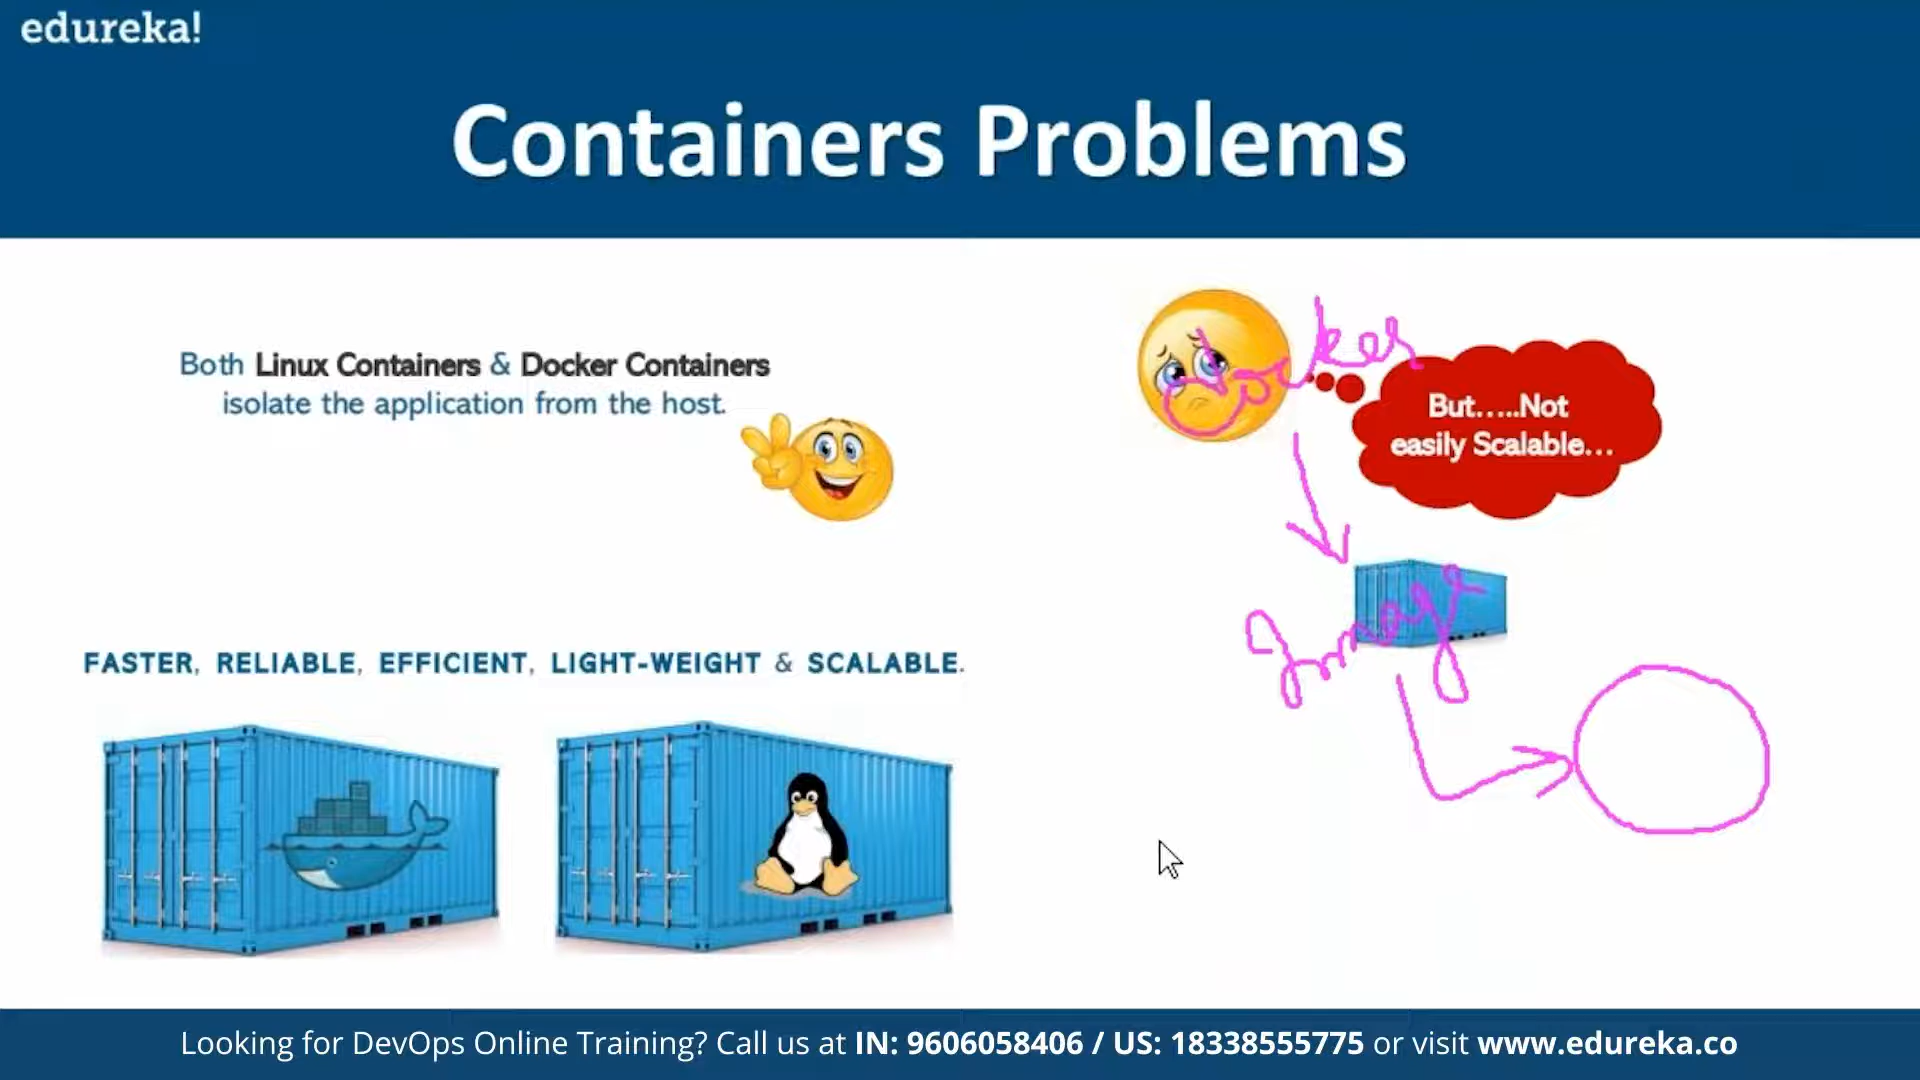 edureka!
Containers Problems
Both Linux Containers & Docker Containers
isolate the application from the host.
Docker
But.....Not
easily Scalable...
Image
FASTER, RELIABLE, EFFICIENT, LIGHT-WEIGHT & SCALABLE.
Looking for DevOps Online Training? Call us at IN: 9606058406 / US: 18338555775 or visit www.edureka.co